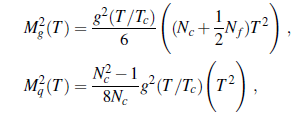 M_g^2(T) = \frac{g^2(T/T_c)}{6} \left( (N_c + \frac{1}{2} N_f) T^2 \right) ,
M_q^2(T) = \frac{N_c^2 - 1}{8N_c} g^2(T/T_c) \left( T^2 \right) ,